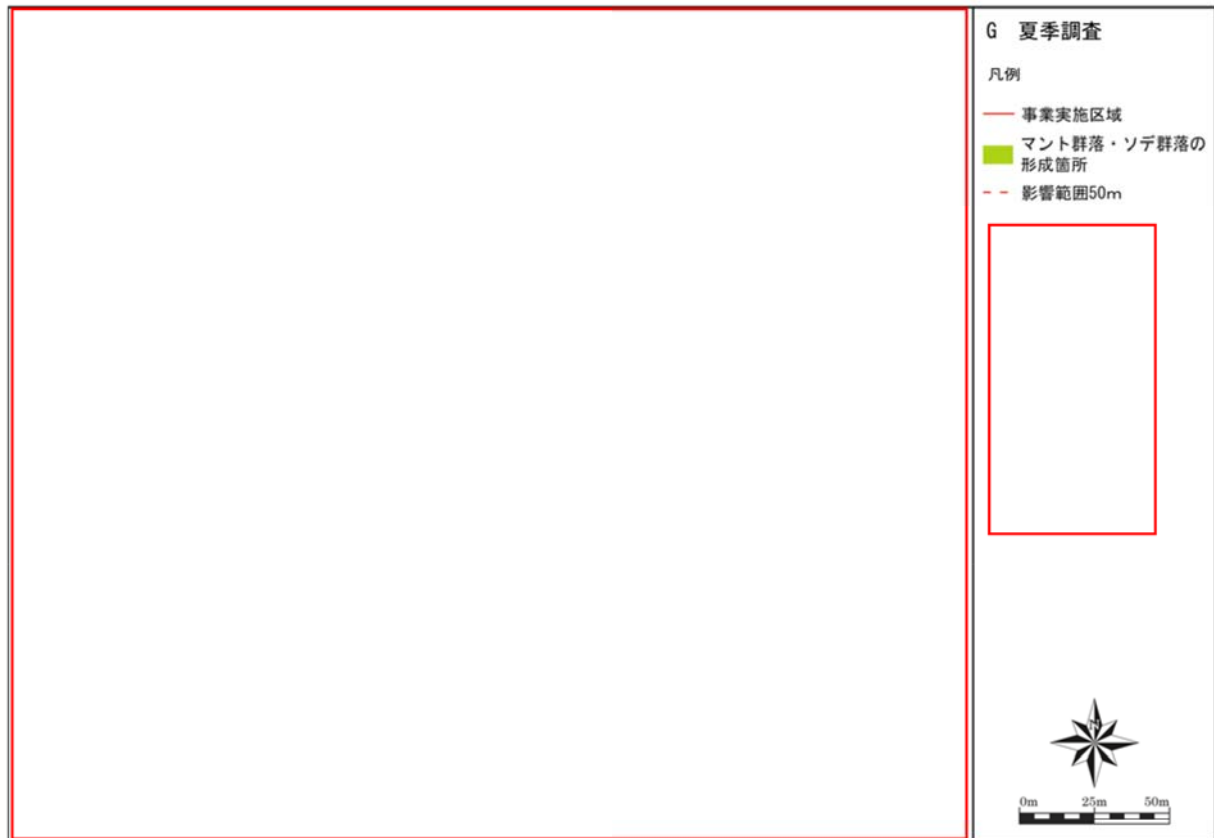 G 夏季調査
凡例
事業実施区域
マント群落・ソデ群落の
形成箇所
影響範囲50m
N
0m 25m 50m